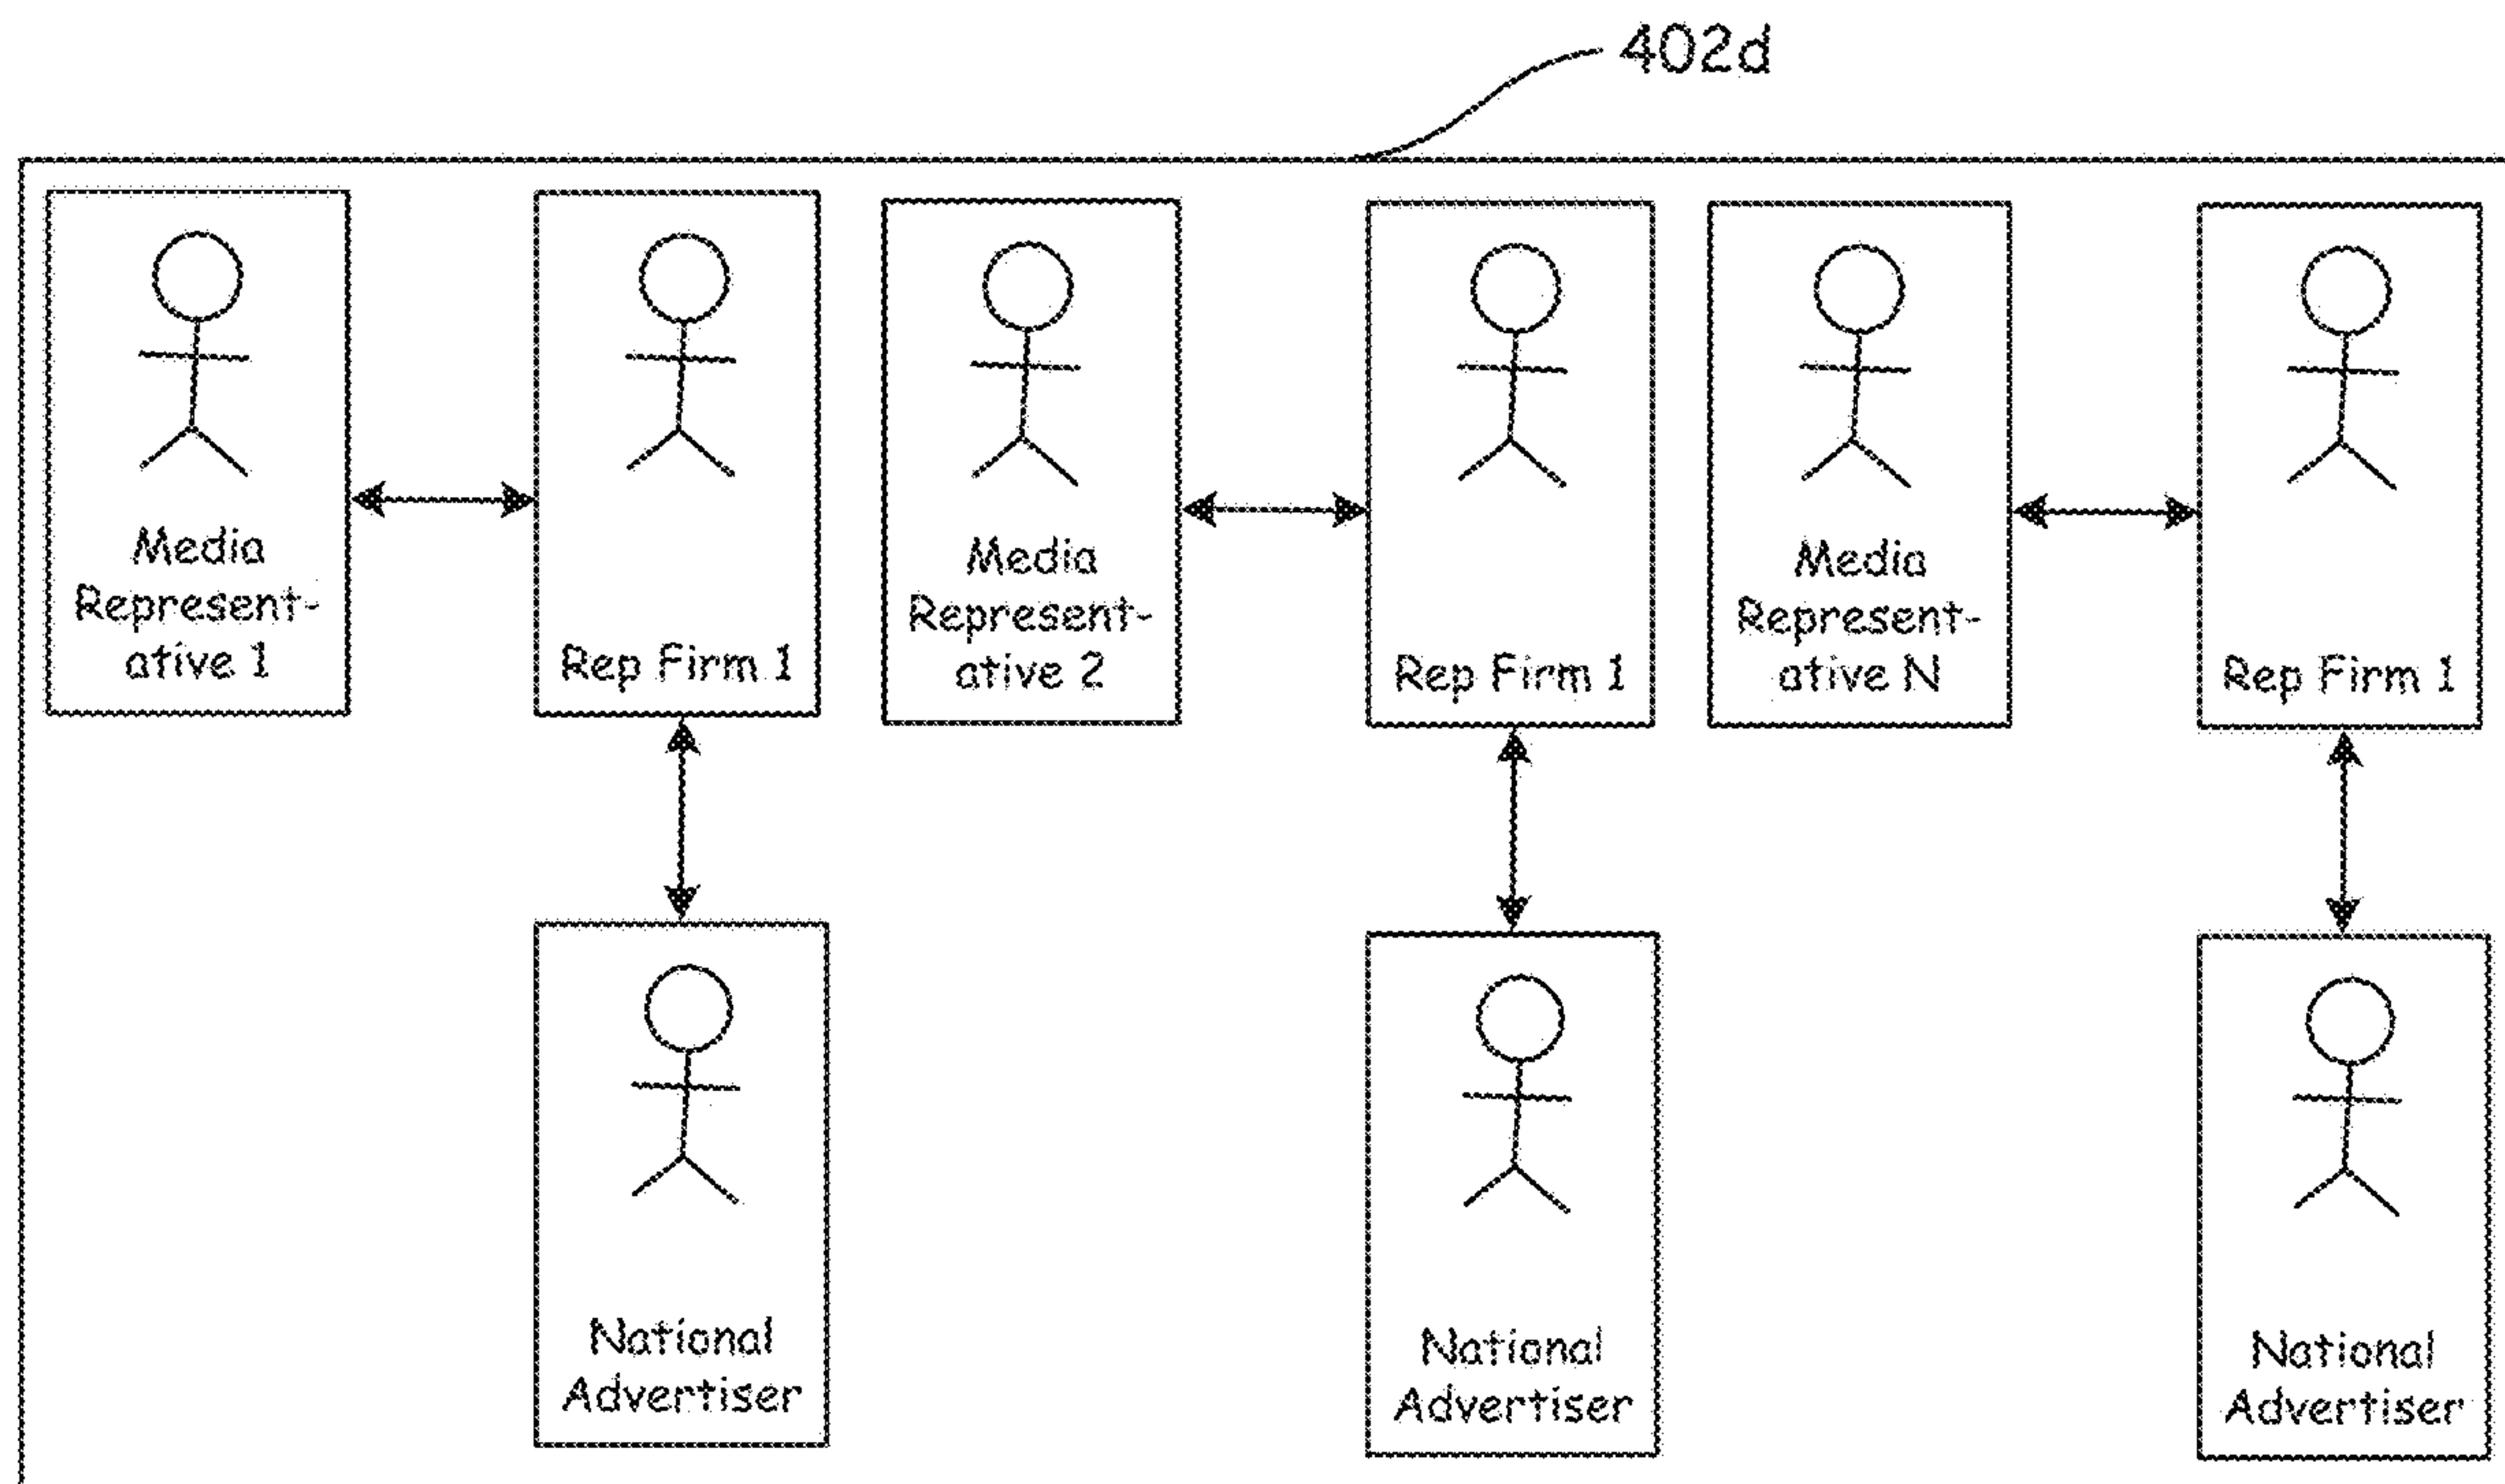 402d
Media
Represent-
ative 1
Rep Firm 1
Media
Represent-
ative 2
Rep Firm 1
Media
Represent-
ative N
Rep Firm 1
National
Advertiser
National
Advertiser
National
Advertiser